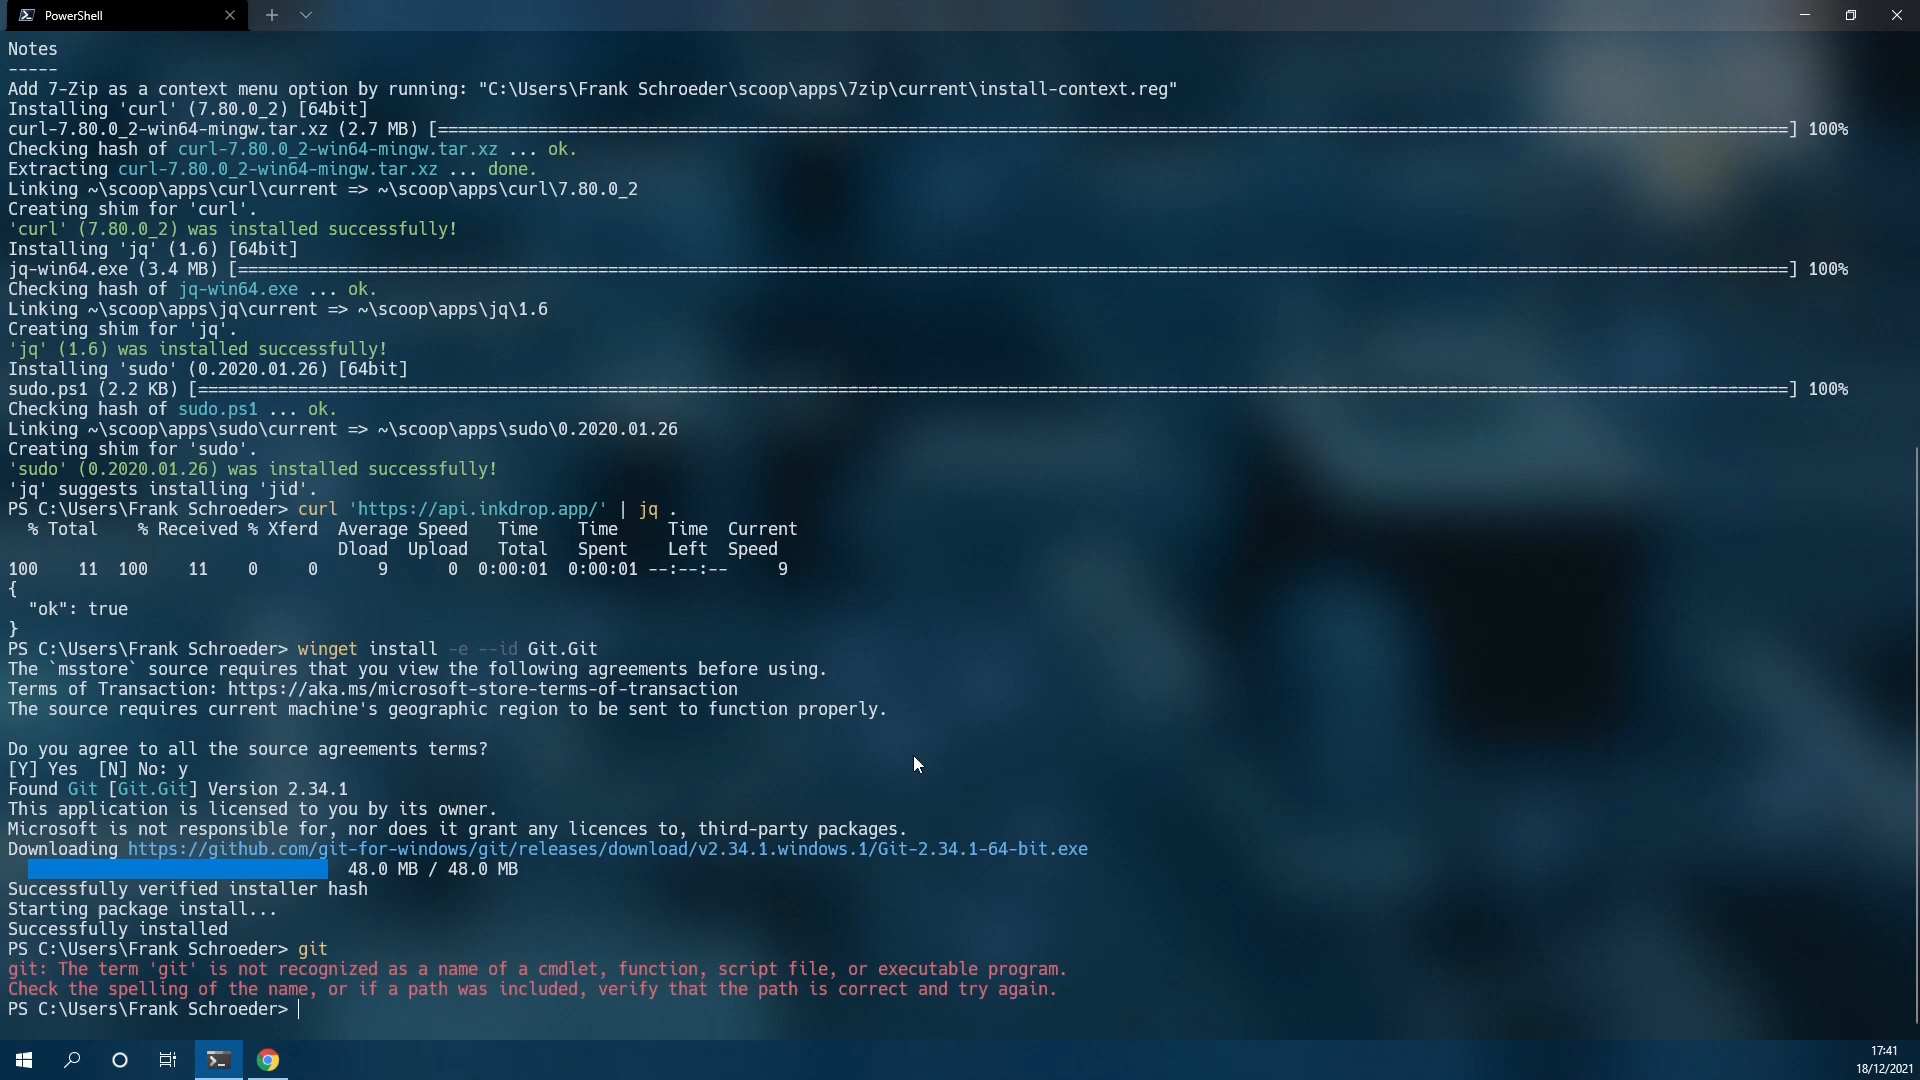 PowerShell
Notes
-----
Add 7-Zip as a context menu option by running: "C:\Users\Frank Schroeder\scoop\apps\7zip\current\install-context.reg"
Installing 'curl' (7.80.0_2) [64bit]
curl-7.80.0_2-win64-mingw.tar.xz (2.7 MB) [=======================================================================================================================================] 100%
Checking hash of curl-7.80.0_2-win64-mingw.tar.xz ... ok.
Extracting curl-7.80.0_2-win64-mingw.tar.xz ... done.
Linking ~\scoop\apps\curl\current => ~\scoop\apps\curl\7.80.0_2
Creating shim for 'curl'.
'curl' (7.80.0_2) was installed successfully!
Installing 'jq' (1.6) [64bit]
jq-win64.exe (3.4 MB) [===========================================================================================================================================================] 100%
Checking hash of jq-win64.exe ... ok.
Linking ~\scoop\apps\jq\current => ~\scoop\apps\jq\1.6
Creating shim for 'jq'.
'jq' (1.6) was installed successfully!
Installing 'sudo' (0.2020.01.26) [64bit]
sudo.ps1 (2.2 KB) [===============================================================================================================================================================] 100%
Checking hash of sudo.ps1 ... ok.
Linking ~\scoop\apps\sudo\current => ~\scoop\apps\sudo\0.2020.01.26
Creating shim for 'sudo'.
'sudo' (0.2020.01.26) was installed successfully!
'jq' suggests installing 'jid'.
PS C:\Users\Frank Schroeder> curl 'https://api.inkdrop.app/' | jq .
  % Total    % Received % Xferd  Average Speed   Time    Time     Time  Current
                                 Dload  Upload   Total   Spent    Left  Speed
100    11  100    11    0     0      9      0  0:00:01  0:00:01 --:--:--     9
{
  "ok": true
}
PS C:\Users\Frank Schroeder> winget install -e --id Git.Git
The `msstore` source requires that you view the following agreements before using.
Terms of Transaction: https://aka.ms/microsoft-store-terms-of-transaction
The source requires current machine's geographic region to be sent to function properly.
Do you agree to all the source agreements terms?
[Y] Yes  [N] No: y
Found Git [Git.Git] Version 2.34.1
This application is licensed to you by its owner.
Microsoft is not responsible for, nor does it grant any licences to, third-party packages.
Downloading https://github.com/git-for-windows/git/releases/download/v2.34.1.windows.1/Git-2.34.1-64-bit.exe
48.0 MB / 48.0 MB
Successfully verified installer hash
Starting package install...
Successfully installed
PS C:\Users\Frank Schroeder> git
git: The term 'git' is not recognized as a name of a cmdlet, function, script file, or executable program.
Check the spelling of the name, or if a path was included, verify that the path is correct and try again.
PS C:\Users\Frank Schroeder>
17:41
18/12/2021